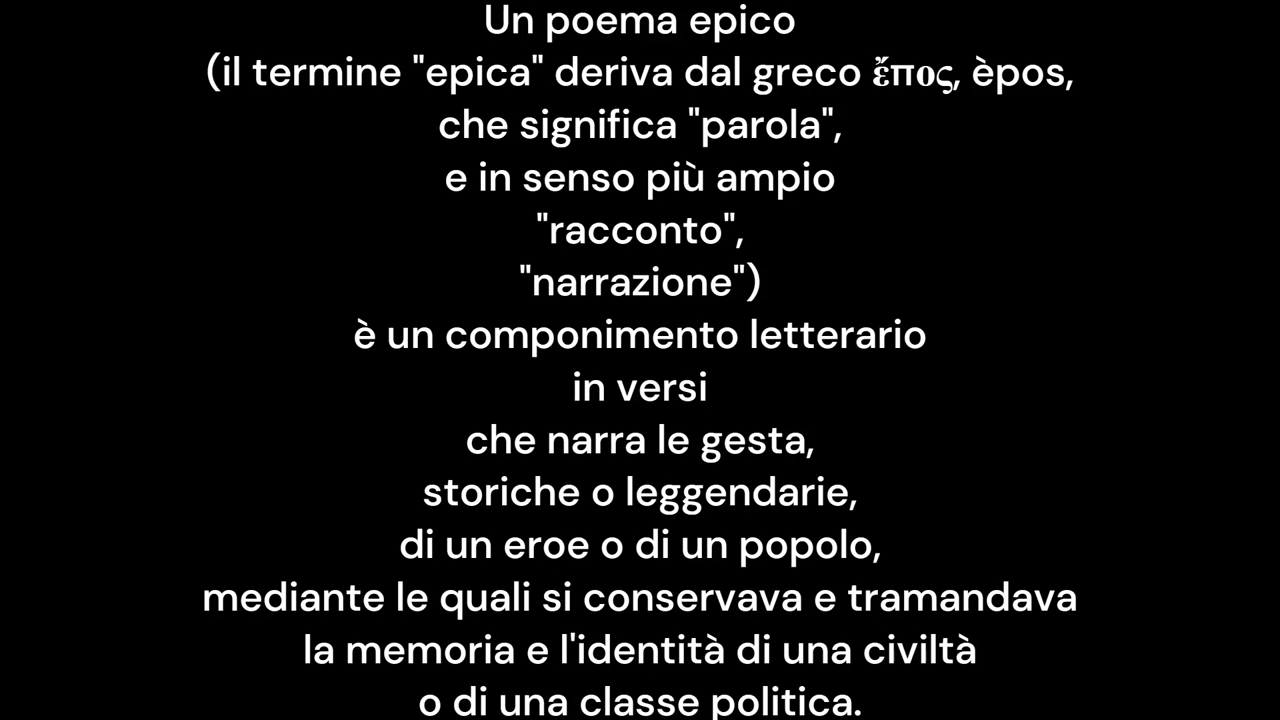 Un poema epico
(il termine "epica" deriva dal greco ἔπος, èpos,
che significa "parola",
e in senso più ampio
"racconto",
"narrazione")
è un componimento letterario
in versi
che narra le gesta,
storiche o leggendarie,
di un eroe o di un popolo,
mediante le quali si conservava e tramandava
la memoria e l'identità di una civiltà
o di una classe politica.